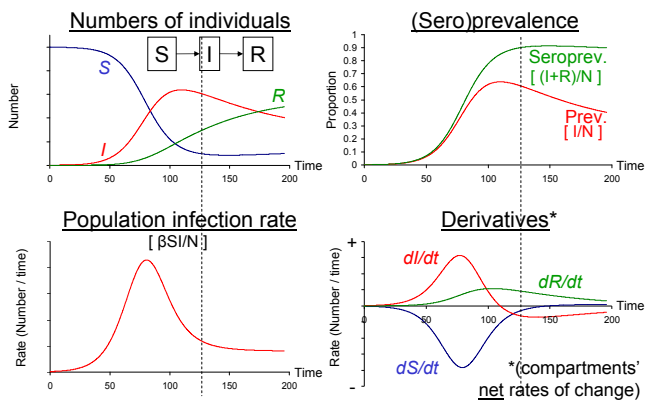 Numbers of individuals
S I R
S
R
I
Number
0 50 100 150 200
Time
(Sero)prevalence
1
0.9
0.8
0.7
0.6
0.5
0.4
0.3
0.2
0.1
0
Proportion
Seroprev.
[ (I+R)/N ]
Prev.
[ I/N ]
0 50 100 150 200
Time
Population infection rate
[ βSI/N ]
Rate (Number / time)
0 50 100 150 200
Time
Derivatives*
+
dI/dt
dR/dt
Time
0 50 100 150 200
Rate (Number / time)
dS/dt
-
*(compartments'
net rates of change)